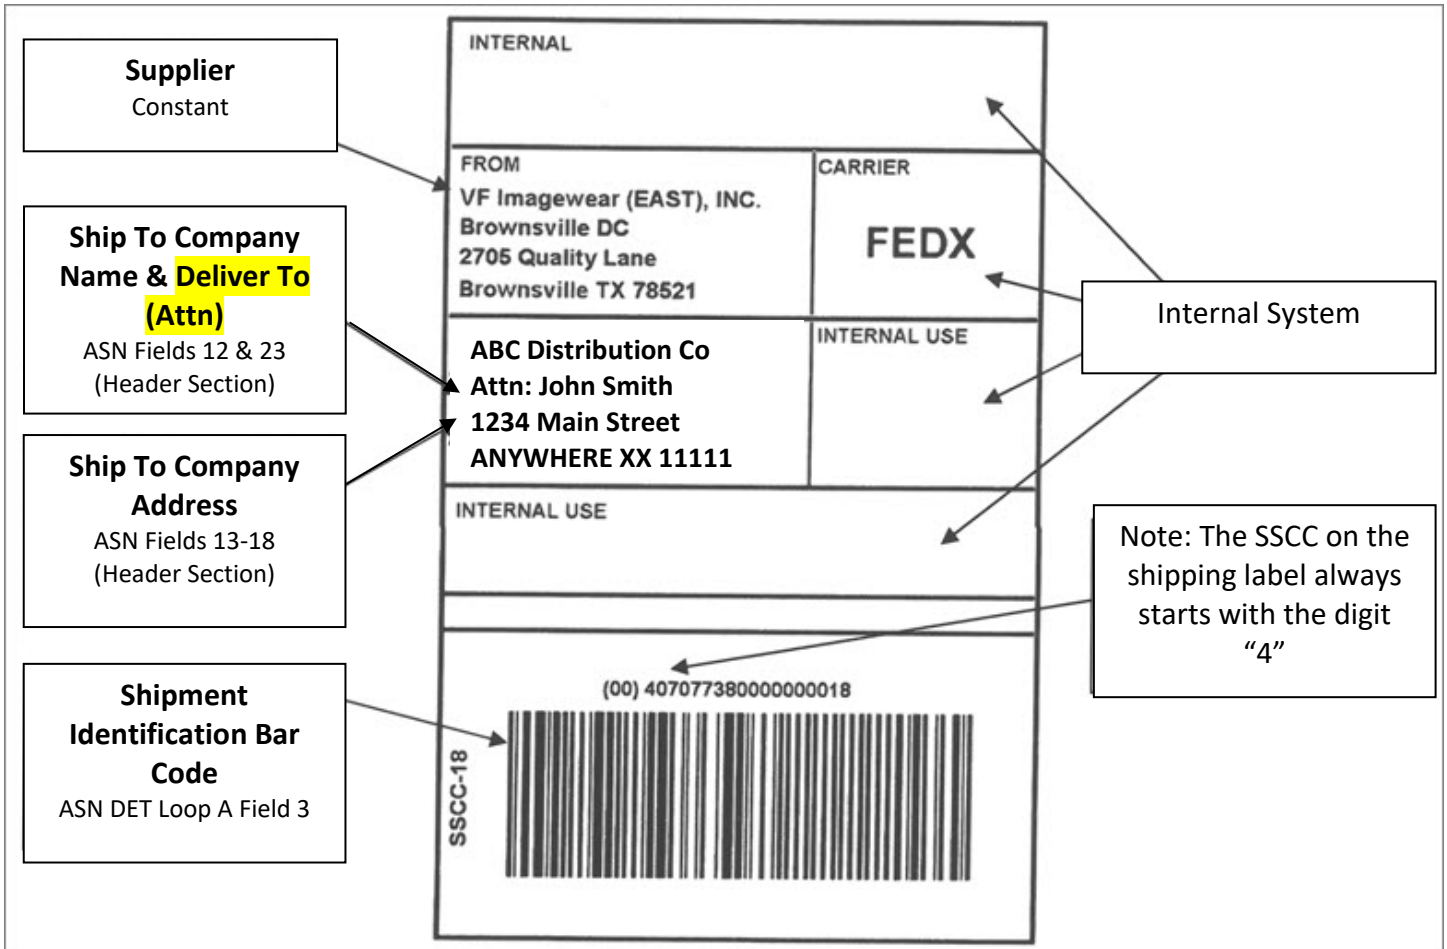 Supplier
Constant
Ship To Company
Name & Deliver To
(Attn)
ASN Fields 12 & 23
(Header Section)
Ship To Company
Address
ASN Fields 13-18
(Header Section)
Shipment
Identification Bar
Code
ASN DET Loop A Field 3
INTERNAL
FROM
VF Imagewear (EAST), INC.
Brownsville DC
2705 Quality Lane
Brownsville TX 78521
CARRIER
FEDX
ABC Distribution Co
Attn: John Smith
1234 Main Street
ANYWHERE XX 11111
INTERNAL USE
INTERNAL USE
(00) 407077380000000018
SSCC-18
Internal System
Note: The SSCC on the
shipping label always
starts with the digit
“4”